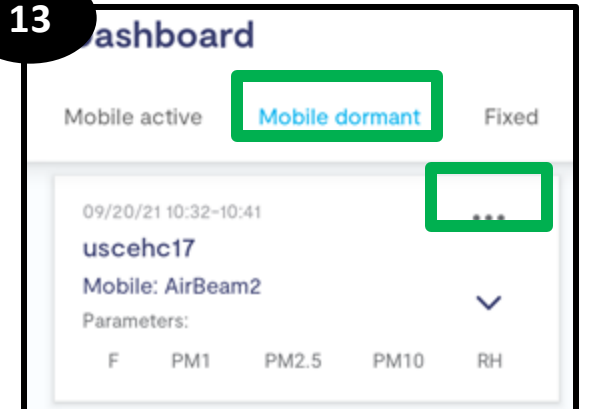 13
Dashboard
Mobile active Mobile dormant Fixed
09/20/21 10:32-10:41
uscehc17
Mobile: AirBeam2
Parameters:
F PM1 PM2.5 PM10 RH